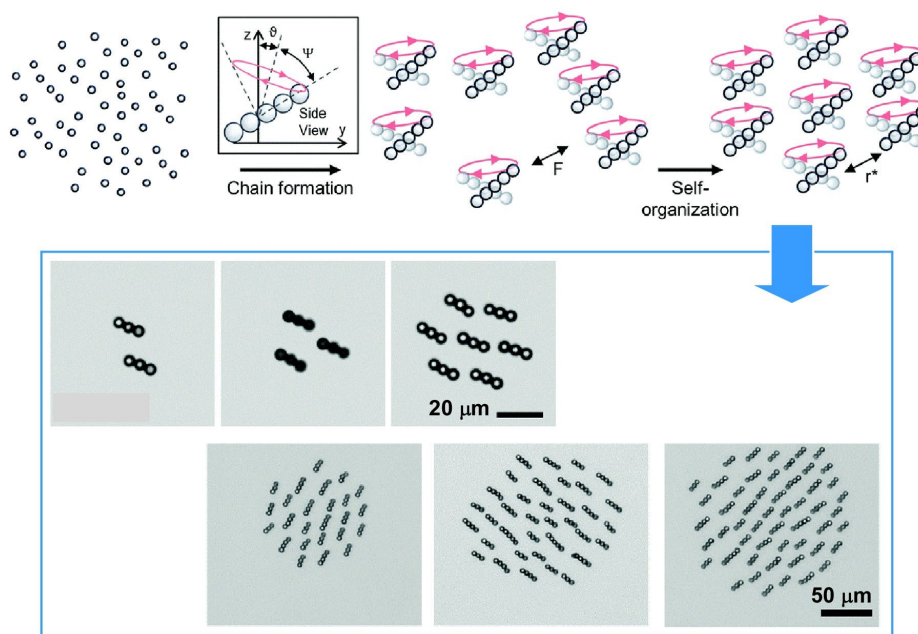 z
ϑ
Ψ
Side
View
y
Chain formation
F
Self-
organization
r*
20 μm
50 μm